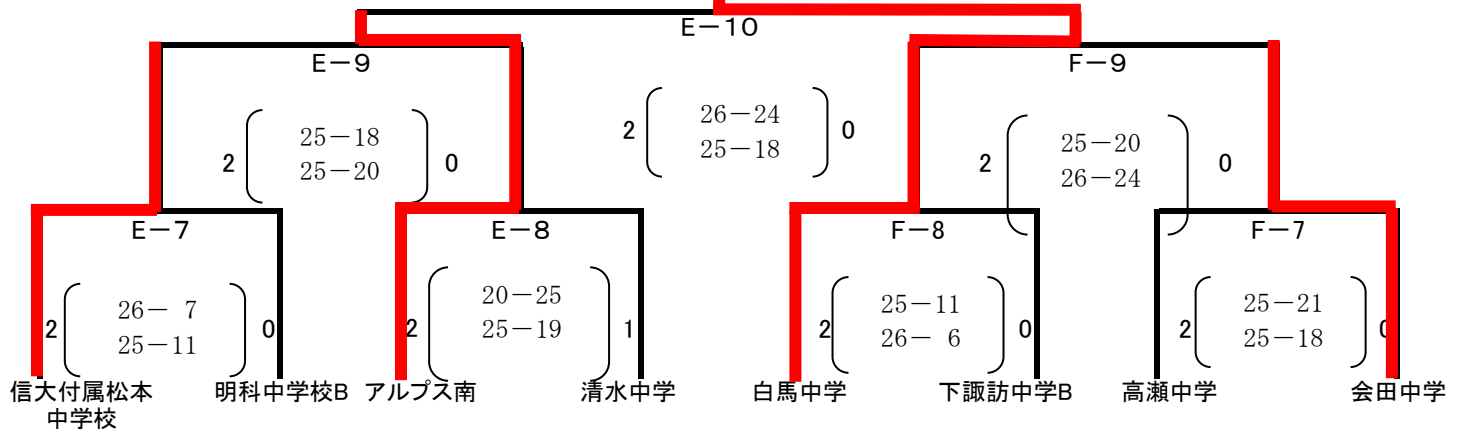 E－10
E－9
F－9
2 25－18 0
25－20
2 26－24 0
25－18
2 25－20 0
26－24
E－7
E－8
F－8
F－7
2 26－ 7 0
25－11
2 20－25 1
25－19
2 25－11 0
26－ 6
2 25－21 0
25－18
信大付属松本
中学校
明科中学校B
アルプス南
清水中学
白馬中学
下諏訪中学B
高瀬中学
会田中学